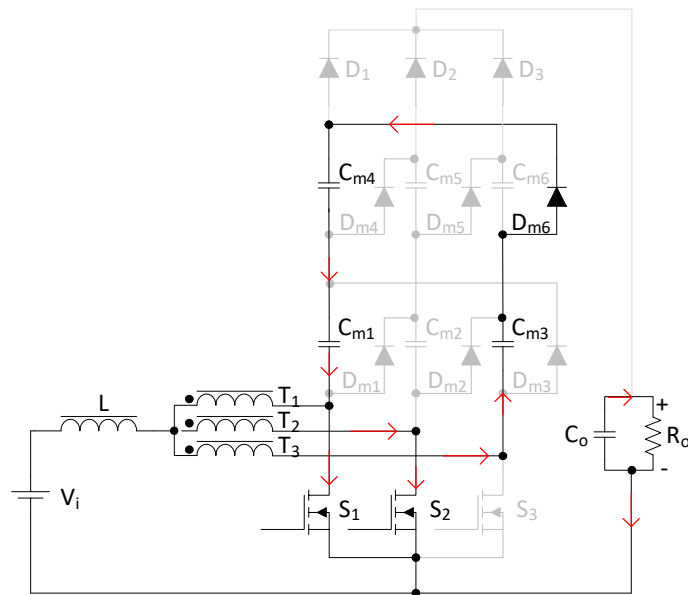 D₁ D₂ D₃
Cm4 Cm5 Cm6
Dm4 Dm5 Dm6
Cm1 Cm2 Cm3
Dm1 Dm2 Dm3
T₁
L T₂
T₃
+
Cₒ Rₒ
-
Vᵢ S₁ S₂ S₃